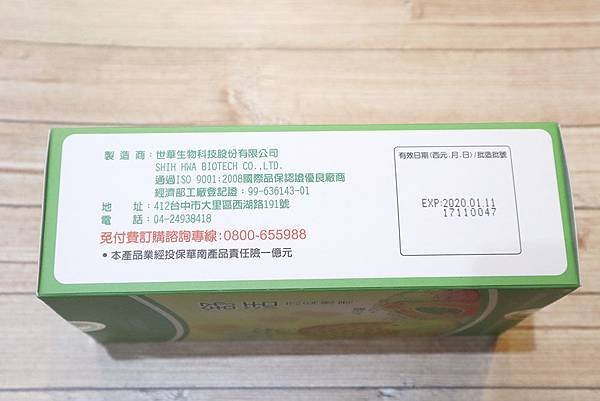 製造商：世華生物科技股份有限公司
SHIH HWA BIOTECH CO.,LTD.
通過ISO 9001:2008國際品保認證優良廠商
經濟部工廠登記證：99-636143-01
地址：412台中市大里區西湖路191號
電話：04-24938418
免付費訂購諮詢專線:0800-655988
•本產品業經投保華南產品責任險一億元
有效日期(西元.月.日)/批造批號
EXP:2020.01.11
17110047